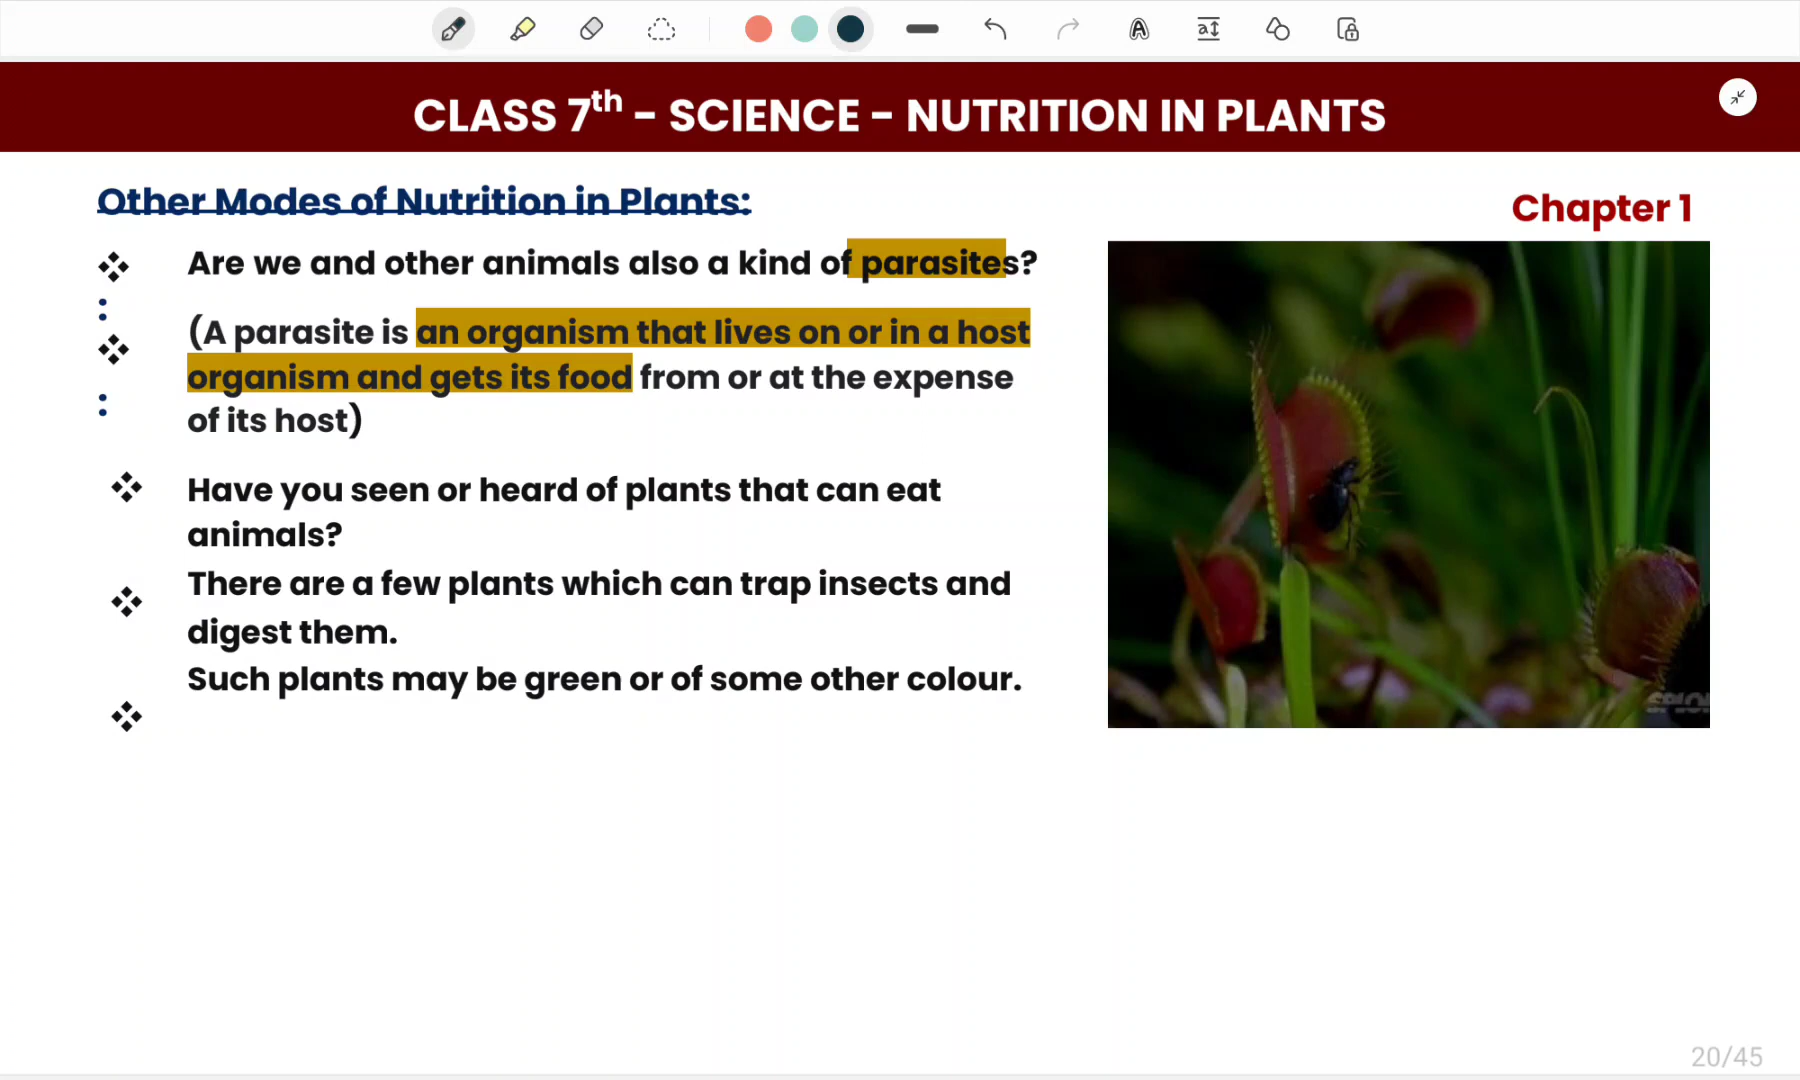 CLASS 7th - SCIENCE - NUTRITION IN PLANTS
Other Modes of Nutrition in Plants:
Chapter 1
❖ Are we and other animals also a kind of parasites?
:
❖ (A parasite is an organism that lives on or in a host
organism and gets its food from or at the expense
: of its host)
❖ Have you seen or heard of plants that can eat
animals?
❖ There are a few plants which can trap insects and
digest them.
❖ Such plants may be green or of some other colour.
20/45